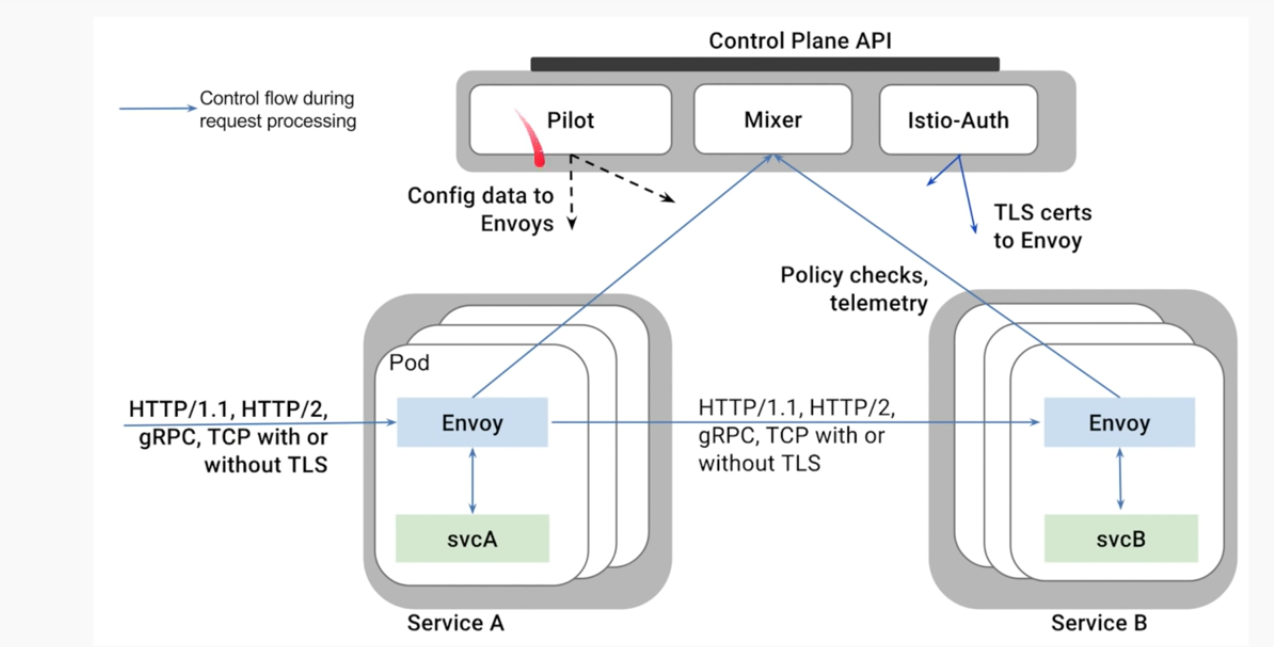 Control Plane API
Control flow during
request processing
Pilot
Mixer
Istio-Auth
Config data to
Envoys
TLS certs
to Envoy
Policy checks,
telemetry
Pod
HTTP/1.1, HTTP/2,
gRPC, TCP with or
without TLS
Envoy
HTTP/1.1, HTTP/2,
gRPC, TCP with or
without TLS
Envoy
svcA
svcB
Service A
Service B